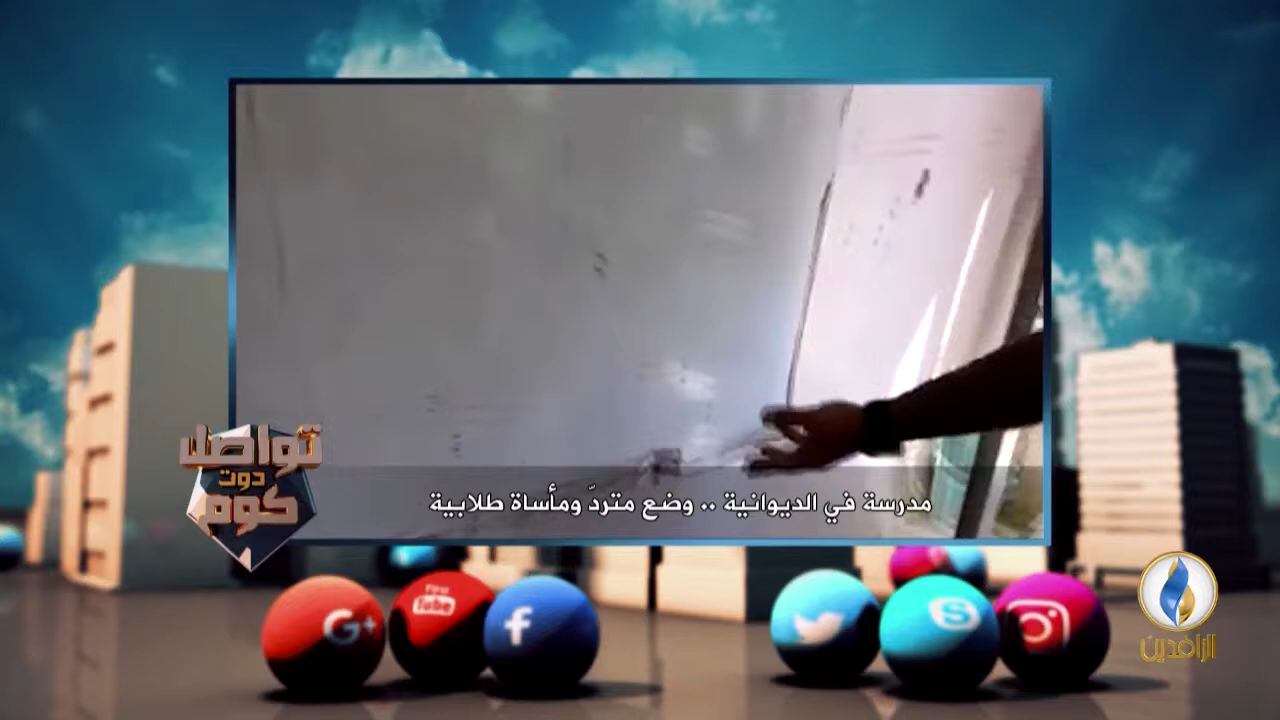 تواصل
دوت
كوم
مدرسة في الديوانية .. وضع متردّ ومأساة طلابية
G+
You
Tube
f
S
الرافدين